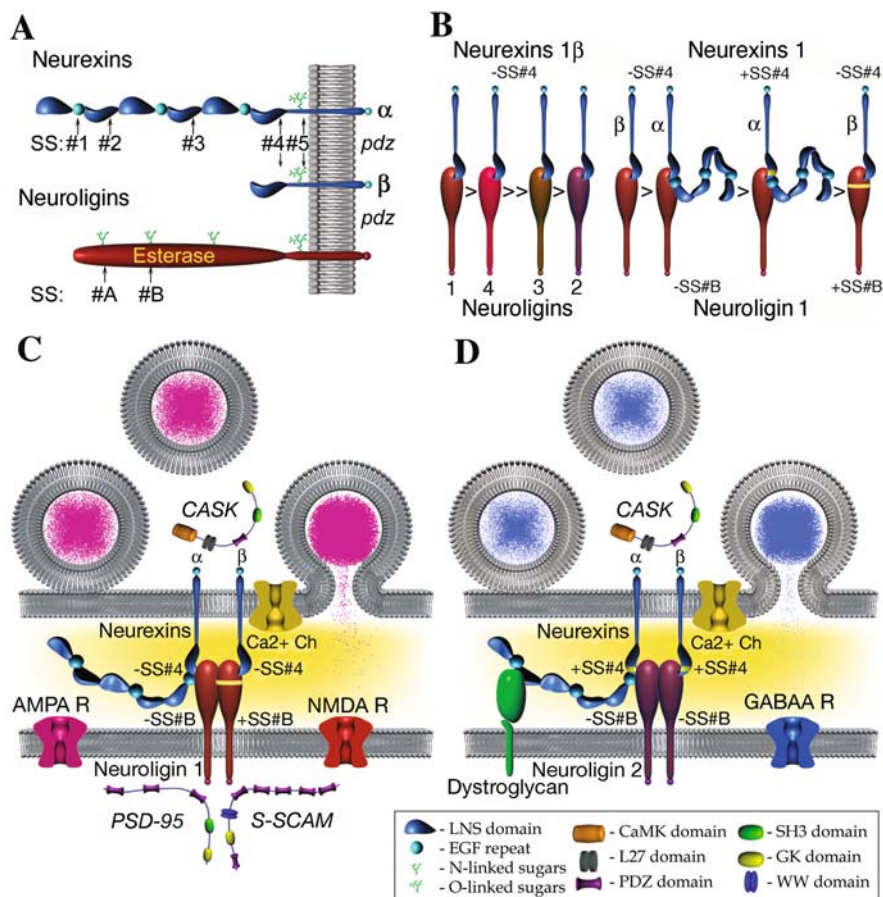 A
Neurexins
α
SS: #1 #2 #3 #4 #5 pdz
β
Neuroligins
pdz
Esterase
SS: #A #B
B
Neurexins 1β Neurexins 1
-SS#4 -SS#4 +SS#4 -SS#4
β α α β
> >> > > > >
1 4 3 2 -SS#B +SS#B
Neuroligins Neuroligin 1
C
CASK
α β
Neurexins
Ca2+ Ch
-SS#4 -SS#4
AMPA R NMDA R
-SS#B +SS#B
Neuroligin 1
PSD-95 S-SCAM
D
CASK
α β
Neurexins
Ca2+ Ch
+SS#4 +SS#4
GABAA R
-SS#B -SS#B
Neuroligin 2
Dystroglycan
- LNS domain
- EGF repeat
- N-linked sugars
- O-linked sugars
- CaMK domain
- L27 domain
- PDZ domain
- SH3 domain
- GK domain
- WW domain